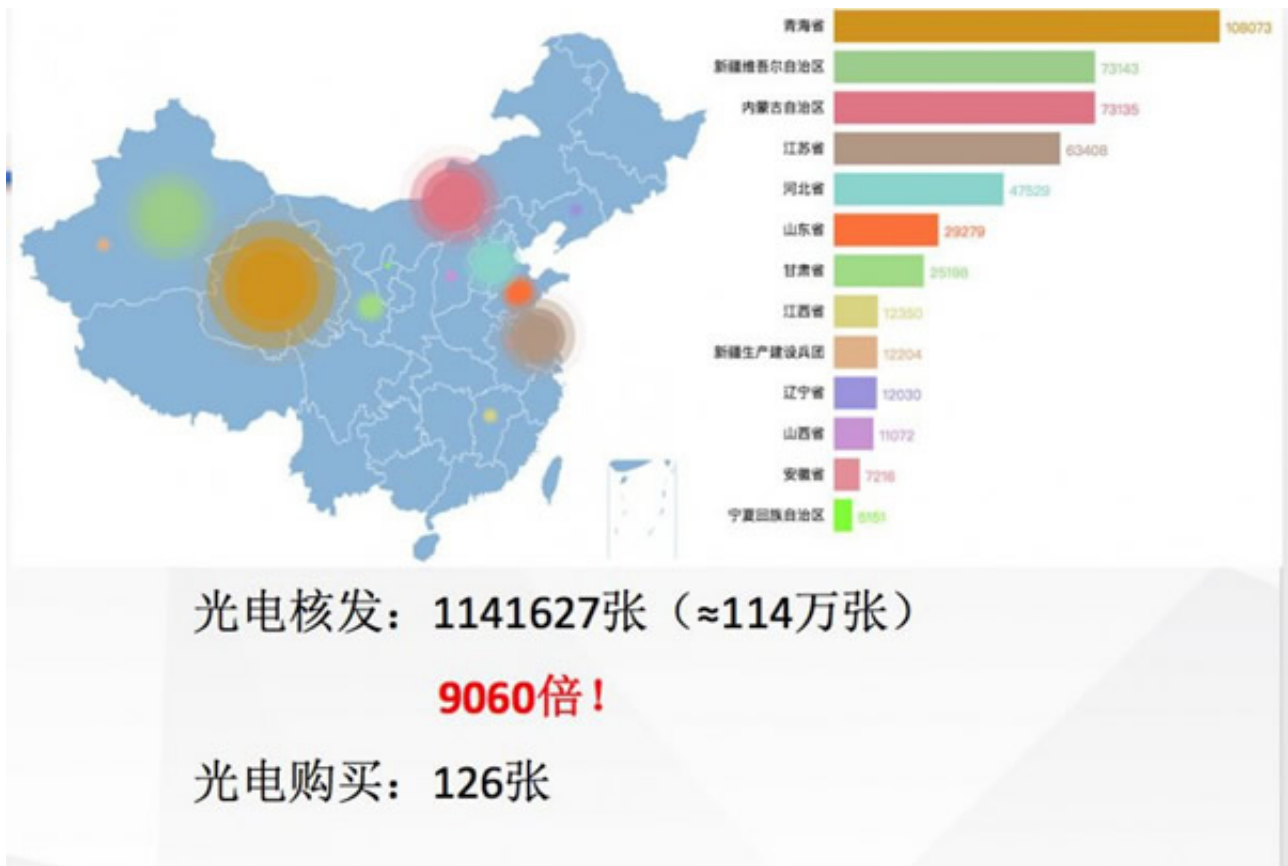 青海省 108073
新疆维吾尔自治区 73143
内蒙古自治区 73135
江苏省 63408
河北省 47529
山东省 29279
甘肃省 25198
江西省 12350
新疆生产建设兵团 12204
辽宁省 12030
山西省 11072
安徽省 7216
宁夏回族自治区 5151
光电核发：1141627张（≈114万张）
9060倍！
光电购买：126张